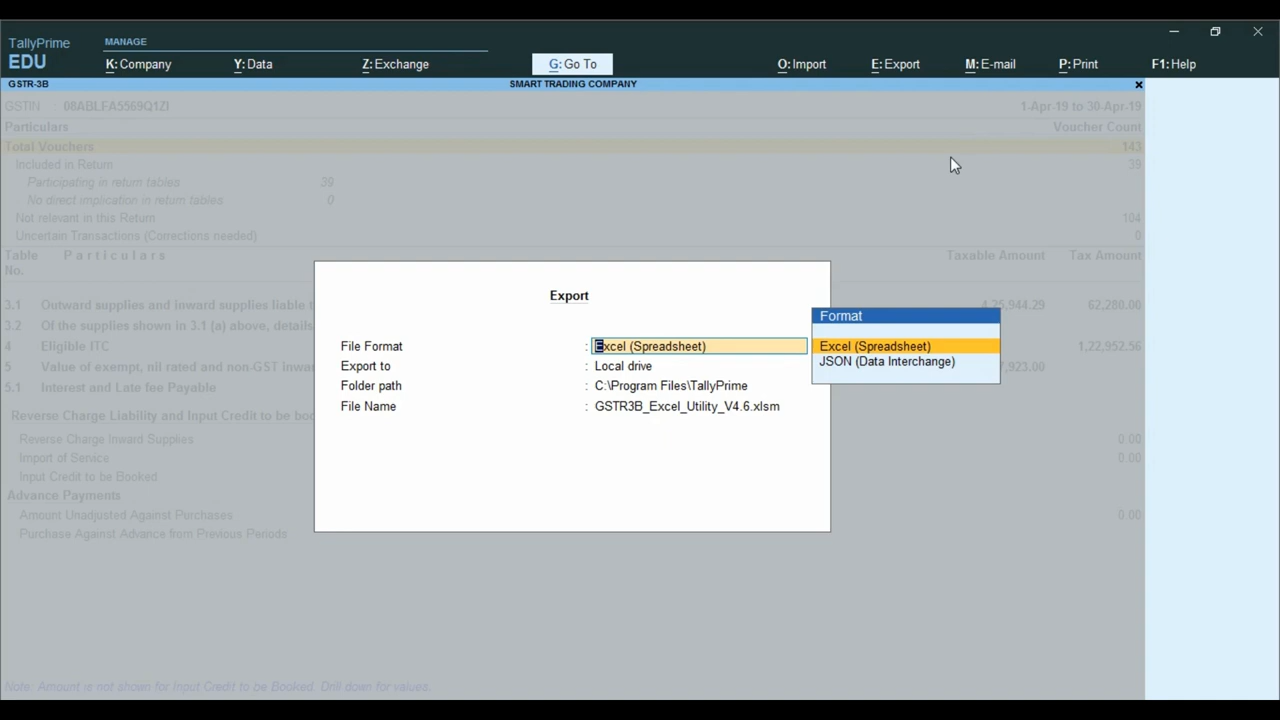 TallyPrime
EDU
MANAGE
K: Company
Y: Data
Z: Exchange
G: Go To
O: Import
E: Export
M: E-mail
P: Print
F1: Help
GSTR-3B
SMART TRADING COMPANY
x
GSTIN : 08ABLFA5569Q1ZI 1-Apr-19 to 30-Apr-19
Particulars Voucher Count
Total Vouchers 143
Included in Return 39
Participating in return tables 39
No direct implication in return tables 0
Not relevant in this Return 104
Uncertain Transactions (Corrections needed) 0
Table Particulars Taxable Amount Tax Amount
No.
3.1 Outward supplies and inward supplies liable 4,25,944.29 62,280.00
3.2 Of the supplies shown in 3.1 (a) above, details
4 Eligible ITC 1,22,952.56
5 Value of exempt, nil rated and non-GST inwar ,923.00
5.1 Interest and Late fee Payable
Reverse Charge Liability and Input Credit to be boo
Reverse Charge Inward Supplies 0.00
Import of Service 0.00
Input Credit to be Booked
Advance Payments
Amount Unadjusted Against Purchases 0.00
Purchase Against Advance from Previous Periods
Note: Amount is not shown for Input Credit to be Booked. Drill down for values.
Export
File Format : Excel (Spreadsheet)
Export to : Local drive
Folder path : C:\Program Files\TallyPrime
File Name : GSTR3B_Excel_Utility_V4.6.xlsm
Format
Excel (Spreadsheet)
JSON (Data Interchange)